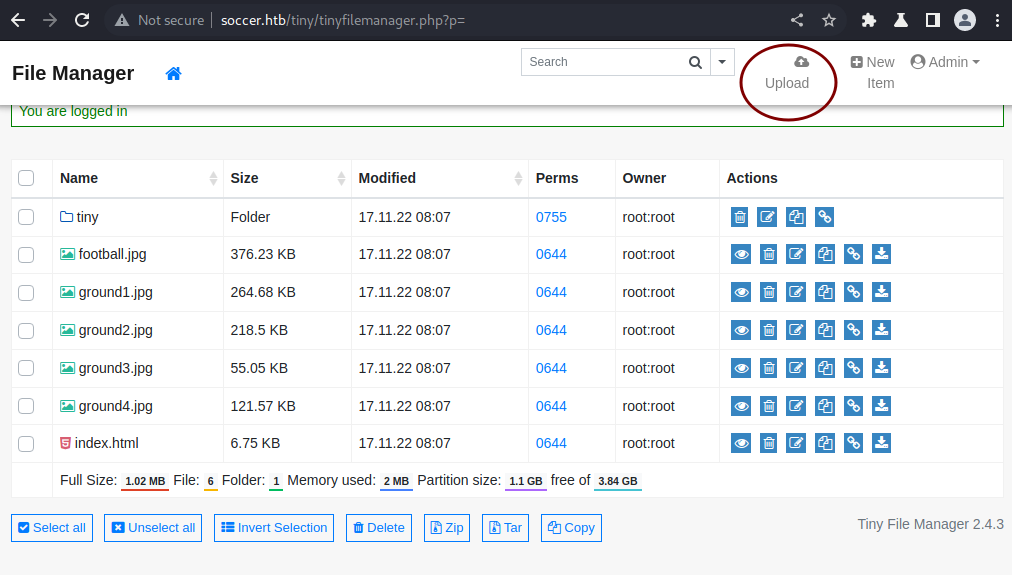 Not secure | soccer.htb/tiny/tinyfilemanager.php?p=
File Manager
Search
Upload
New Item
Admin
You are logged in
Name Size Modified Perms Owner Actions
tiny Folder 17.11.22 08:07 0755 root:root
football.jpg 376.23 KB 17.11.22 08:07 0644 root:root
ground1.jpg 264.68 KB 17.11.22 08:07 0644 root:root
ground2.jpg 218.5 KB 17.11.22 08:07 0644 root:root
ground3.jpg 55.05 KB 17.11.22 08:07 0644 root:root
ground4.jpg 121.57 KB 17.11.22 08:07 0644 root:root
index.html 6.75 KB 17.11.22 08:07 0644 root:root
Full Size: 1.02 MB File: 6 Folder: 1 Memory used: 2 MB Partition size: 1.1 GB free of 3.84 GB
Select all Unselect all Invert Selection Delete Zip Tar Copy Tiny File Manager 2.4.3